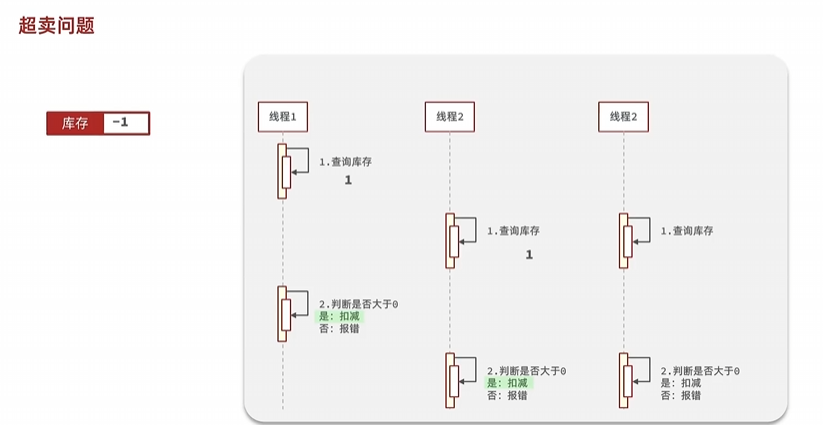 超卖问题
库存 -1
线程1
线程2
线程2
1.查询库存
1
1.查询库存
1
1.查询库存
2.判断是否大于0
是: 扣减
否: 报错
2.判断是否大于0
是: 扣减
否: 报错
2.判断是否大于0
是: 扣减
否: 报错